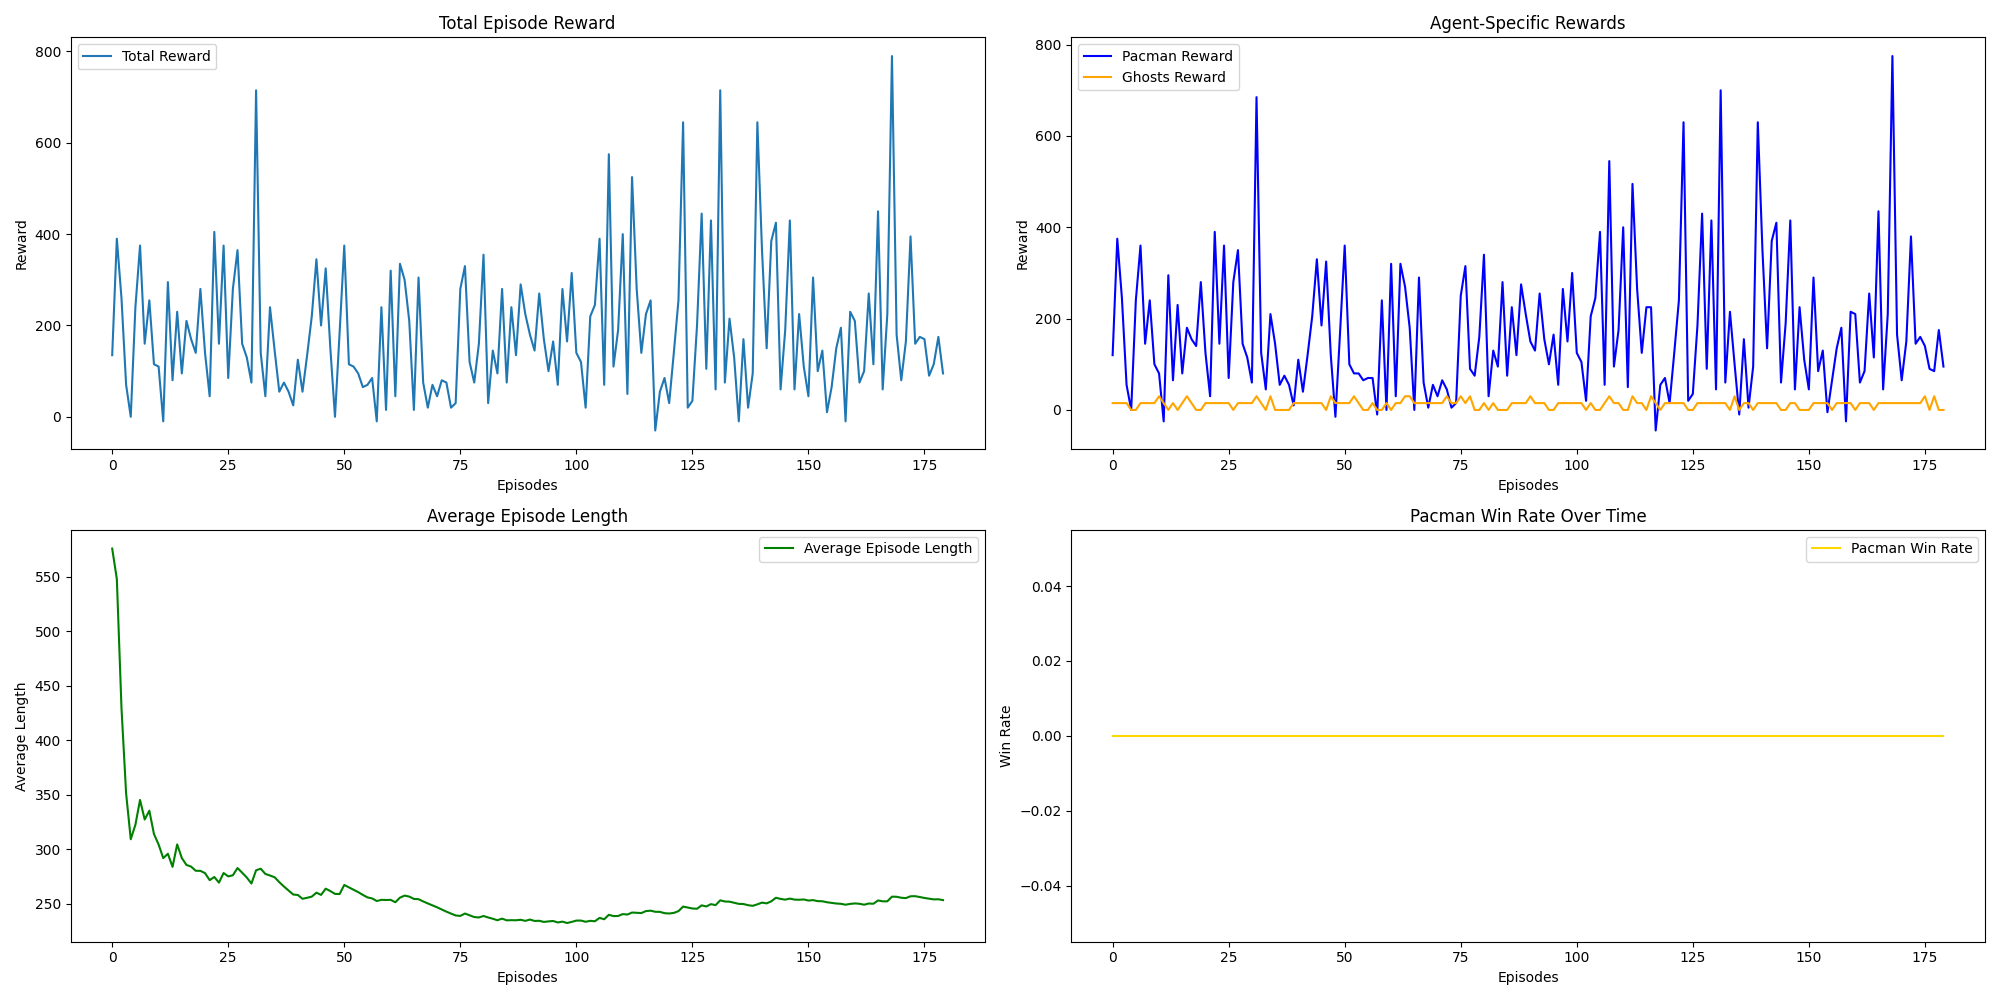 Total Episode Reward
Total Reward
800
600
400
200
0
Reward
0 25 50 75 100 125 150 175
Episodes
Agent-Specific Rewards
Pacman Reward
Ghosts Reward
800
600
400
200
0
Reward
0 25 50 75 100 125 150 175
Episodes
Average Episode Length
Average Episode Length
550
500
450
400
350
300
250
Average Length
0 25 50 75 100 125 150 175
Episodes
Pacman Win Rate Over Time
Pacman Win Rate
0.04
0.02
0.00
−0.02
−0.04
Win Rate
0 25 50 75 100 125 150 175
Episodes